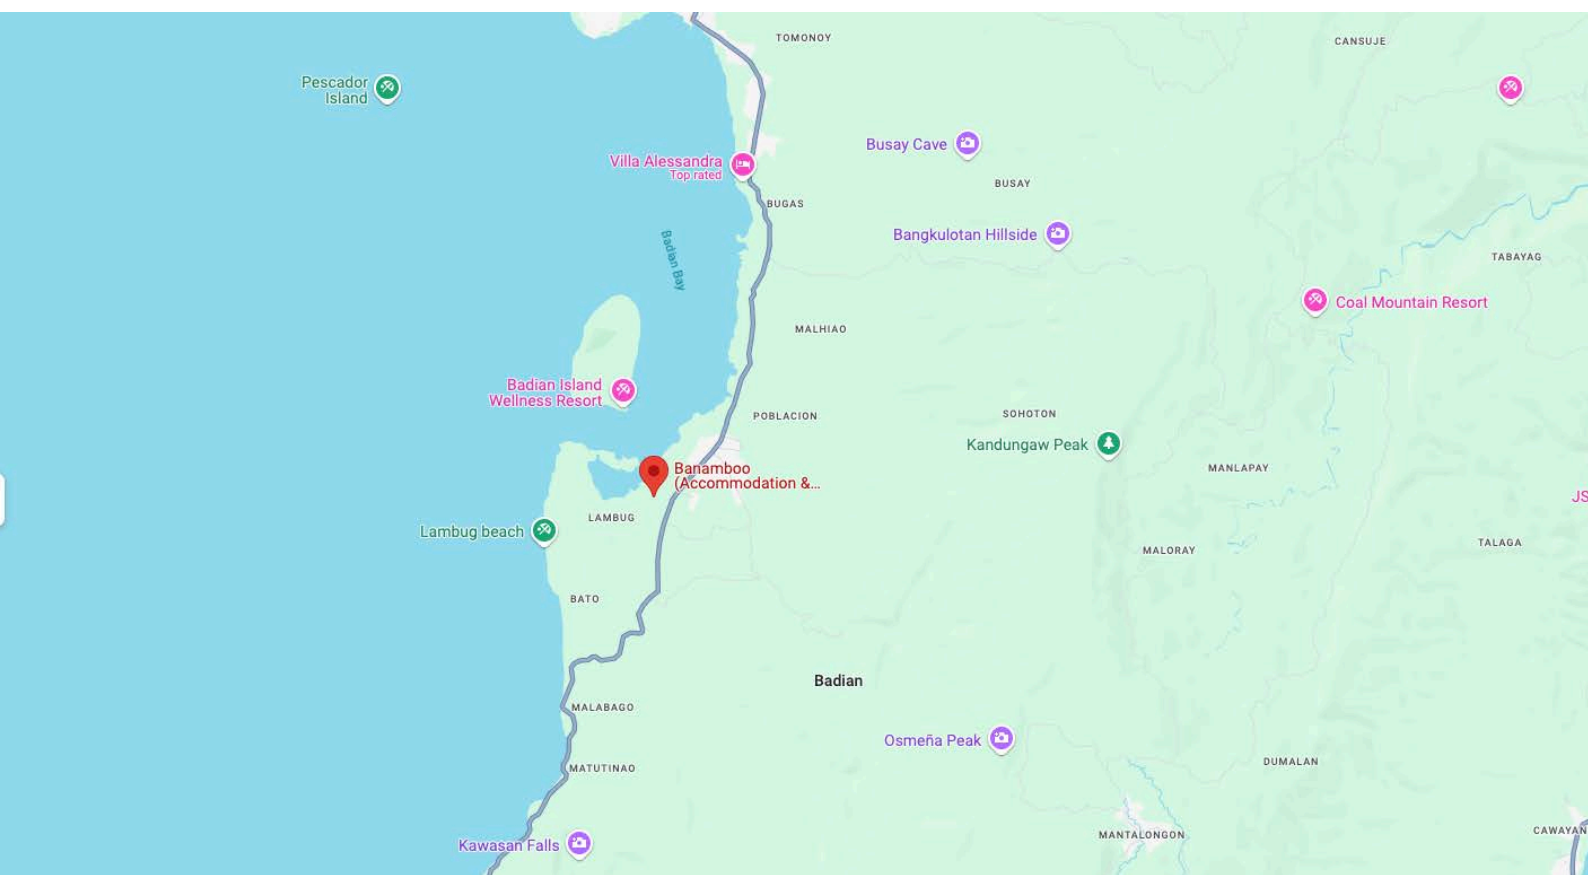 TOMONOY
CANSUJE
Pescador
Island
Busay Cave
Villa Alessandra
Top rated
BUSAY
BUGAS
Bangkulotan Hillside
Badian Bay
TABAYAG
Coal Mountain Resort
MALHIAO
Badian Island
Wellness Resort
POBLACION
SOHOTON
Kandungaw Peak
Banamboo
(Accommodation &...
MANLAPAY
JS
LAMBUG
Lambug beach
TALAGA
MALORAY
BATO
Badian
MALABAGO
Osmeña Peak
DUMALAN
MATUTINAO
CAWAYAN
MANTALONGON
Kawasan Falls